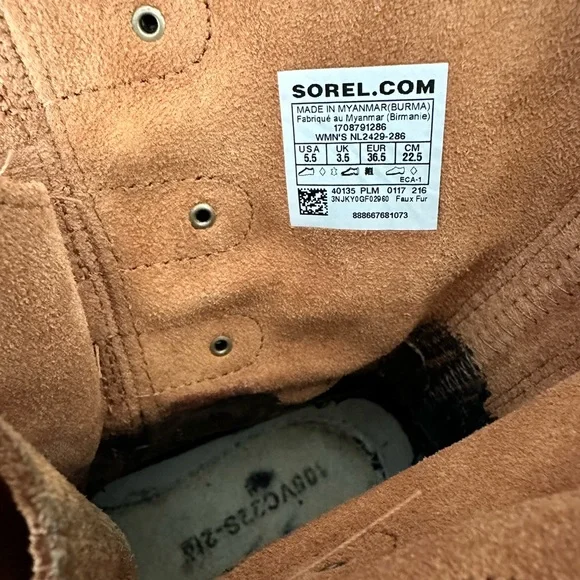 SOREL.COM
MADE IN MYANMAR(BURMA)
Fabriqué au Myanmar (Birmanie)
1708791286
WMN'S NL2429-286
USA UK EUR CM
5.5 3.5 36.5 22.5
ECA-1
40135 PLM 0117 216
3NJKY0GF02960 Faux Fur
888667681073